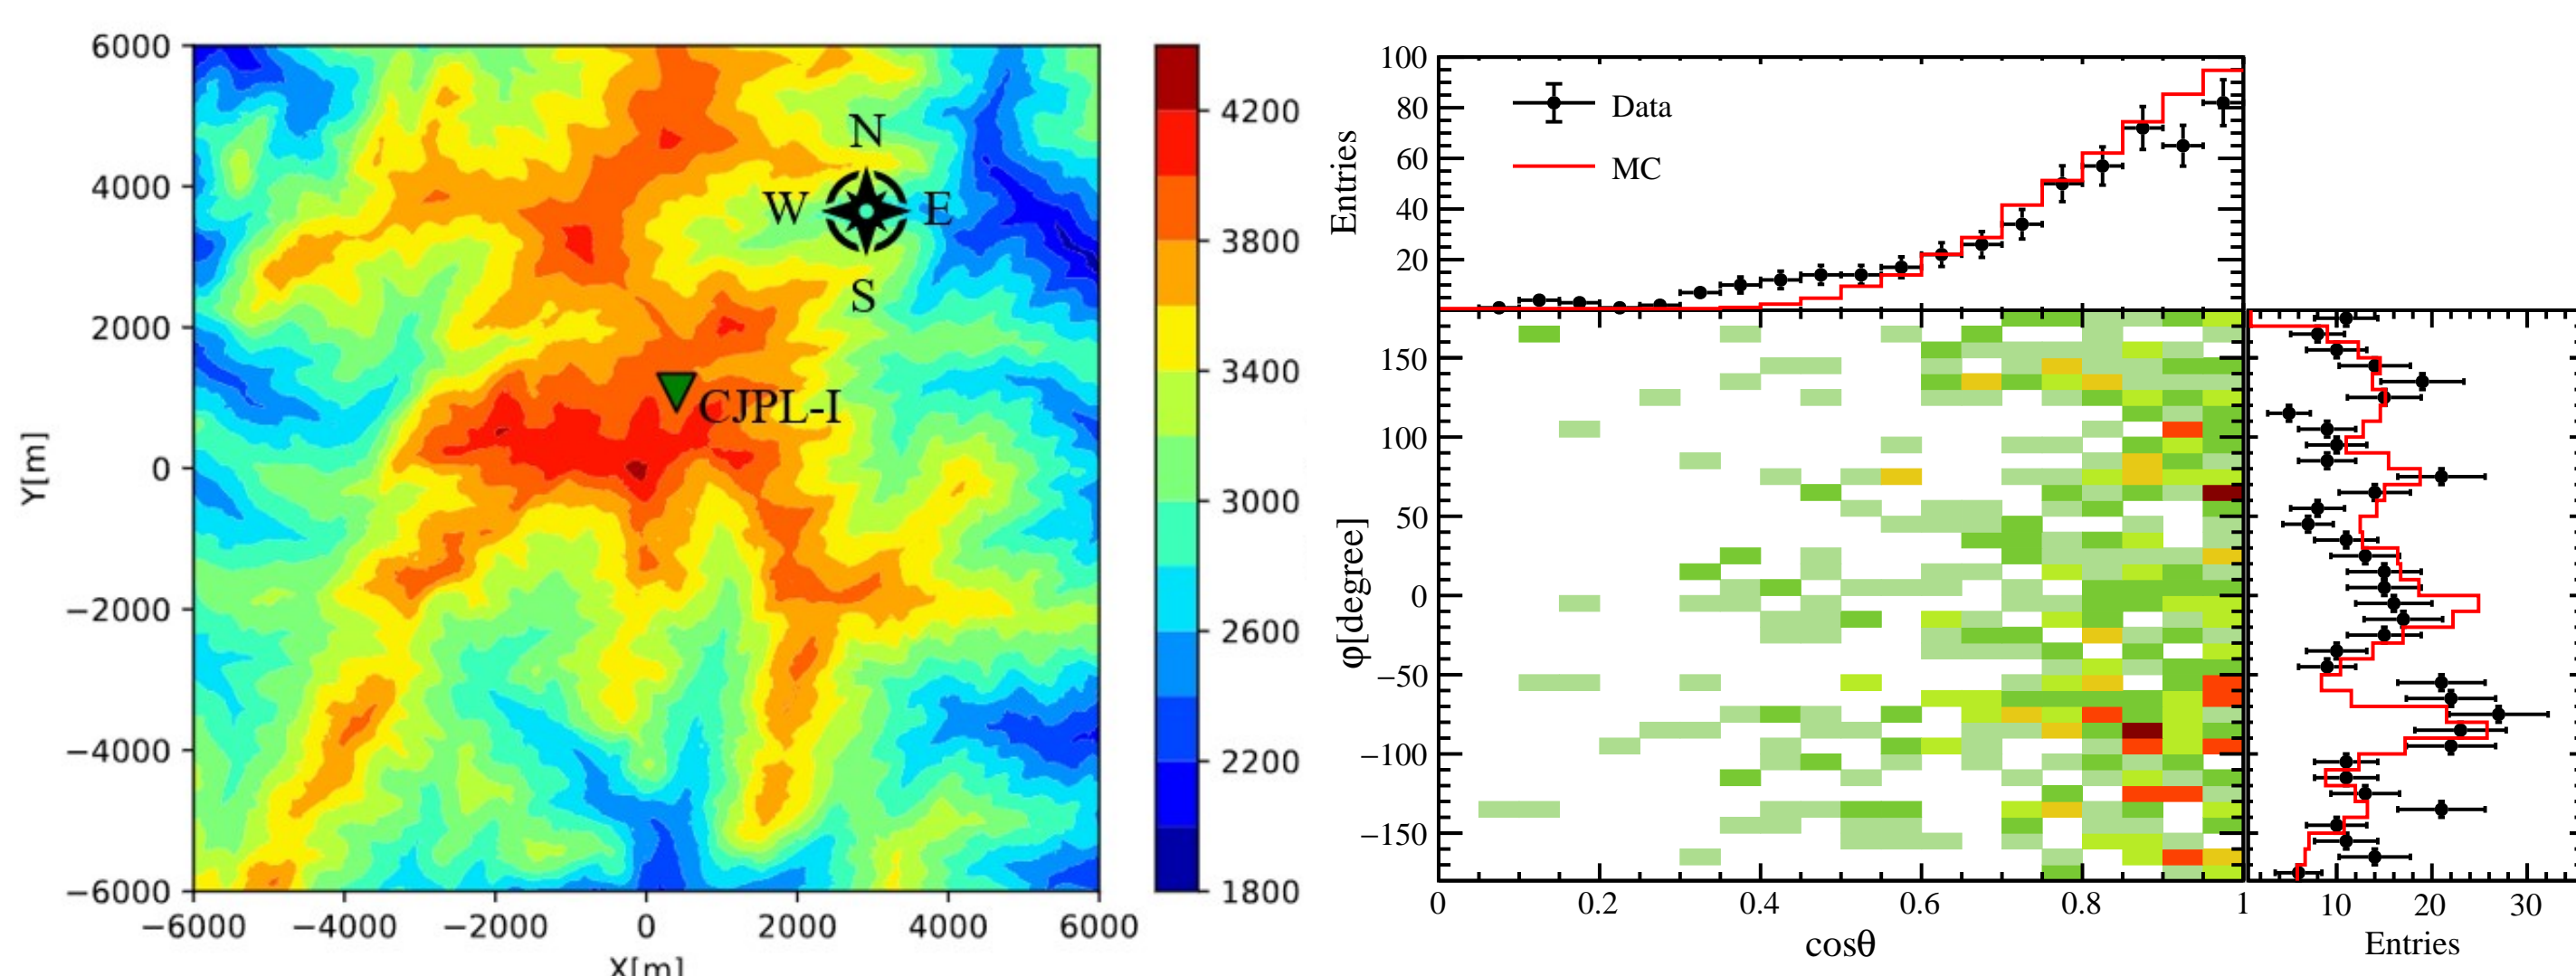 6000
4000
2000
0
−2000
−4000
−6000
Y[m]
−6000 −4000 −2000 0 2000 4000 6000
X[m]
N
W E
S
CJPL-I
4200
3800
3400
3000
2600
2200
1800
100
80
60
40
20
Entries
Data
MC
150
100
50
0
−50
−100
−150
φ[degree]
0 0.2 0.4 0.6 0.8 1
cosθ
10 20 30
Entries